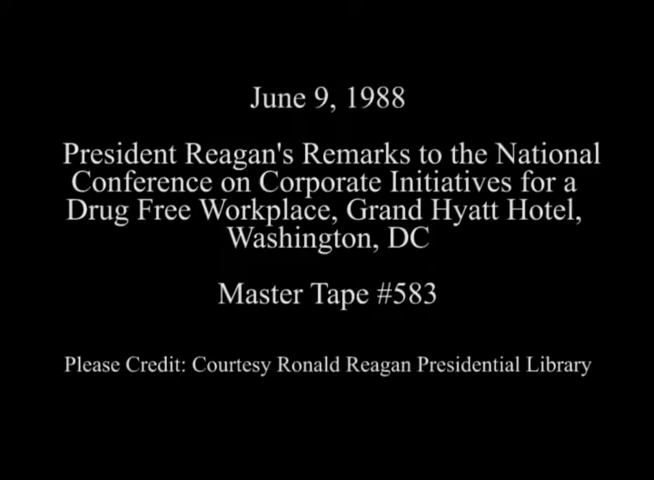 June 9, 1988
President Reagan's Remarks to the National
Conference on Corporate Initiatives for a
Drug Free Workplace, Grand Hyatt Hotel,
Washington, DC
Master Tape #583
Please Credit: Courtesy Ronald Reagan Presidential Library